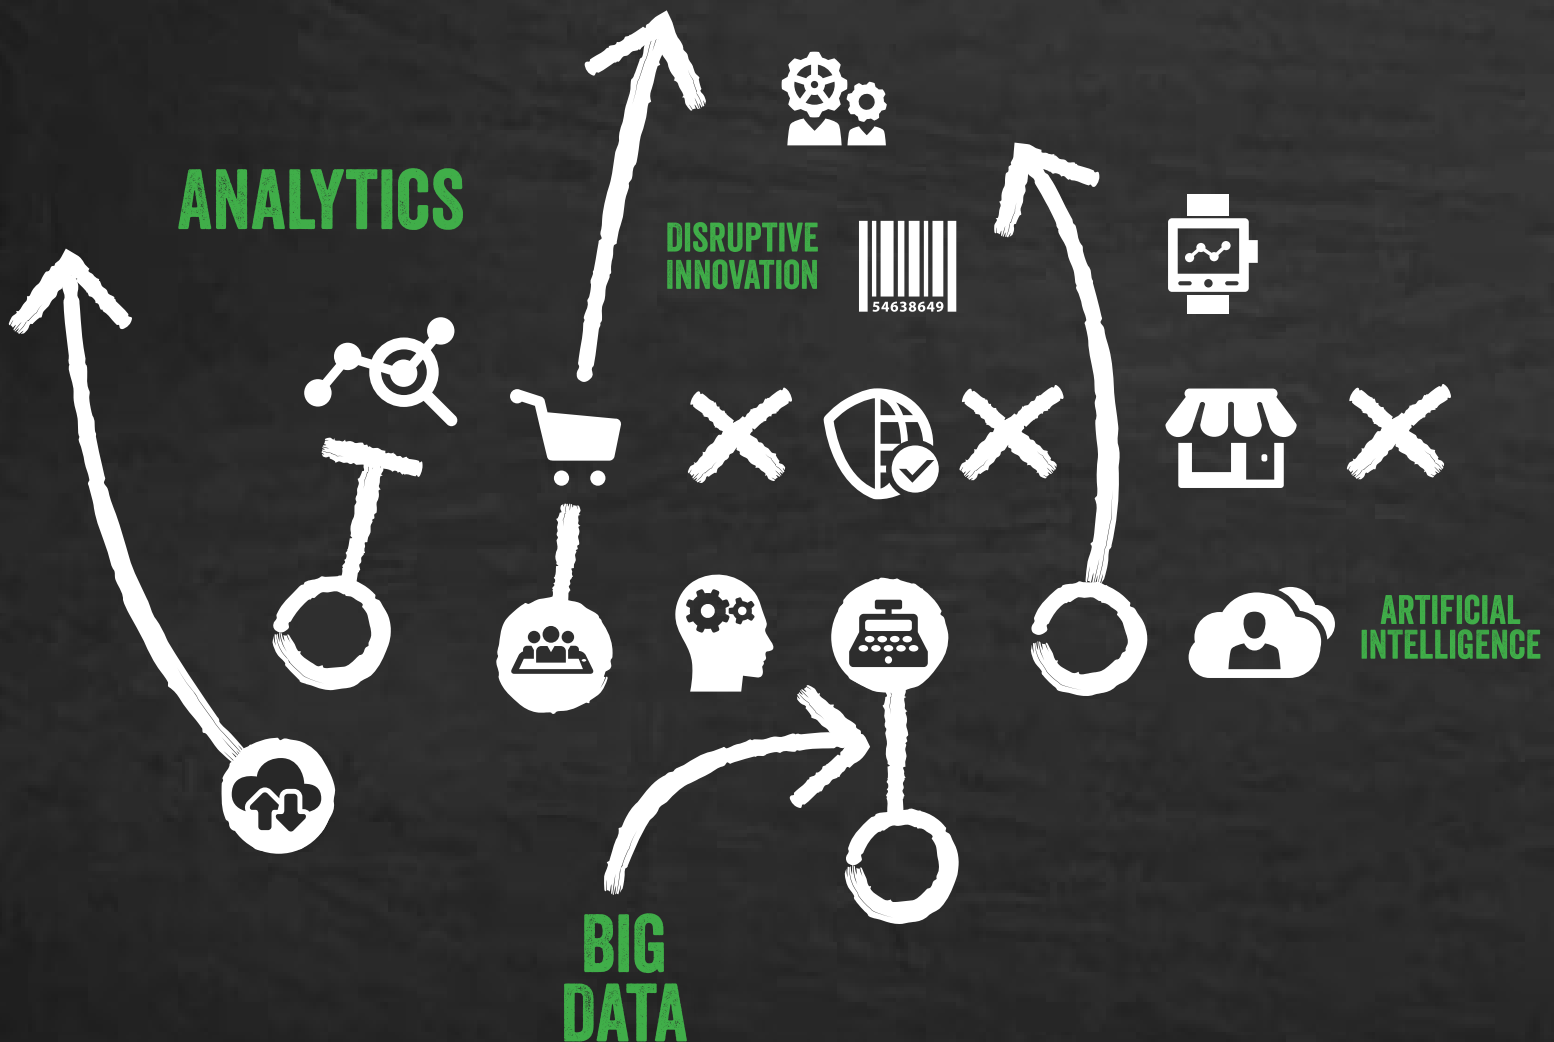 ANALYTICS
DISRUPTIVE
INNOVATION
54638649
ARTIFICIAL
INTELLIGENCE
BIG
DATA